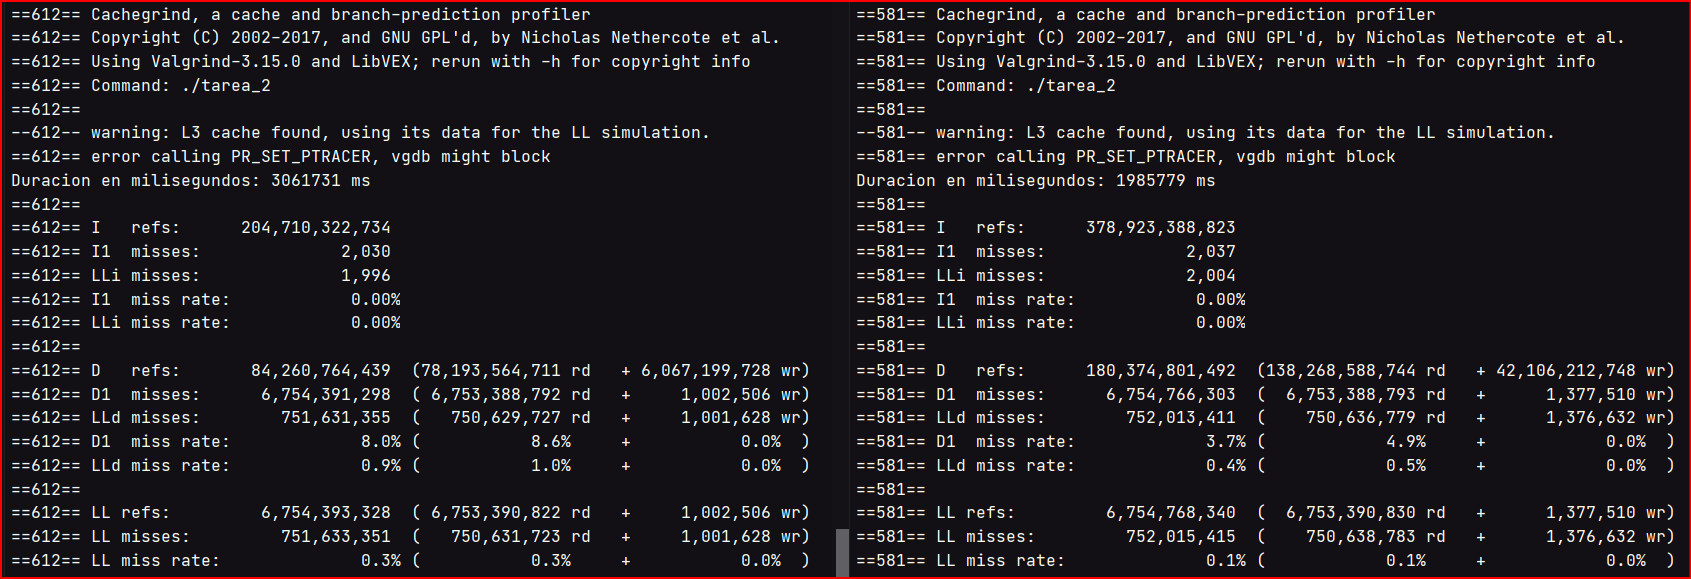 ==612== Cachegrind, a cache and branch-prediction profiler
==612== Copyright (C) 2002-2017, and GNU GPL'd, by Nicholas Nethercote et al.
==612== Using Valgrind-3.15.0 and LibVEX; rerun with -h for copyright info
==612== Command: ./tarea_2
==612==
--612-- warning: L3 cache found, using its data for the LL simulation.
==612== error calling PR_SET_PTRACER, vgdb might block
Duracion en milisegundos: 3061731 ms
==612==
==612== I   refs:      204,710,322,734
==612== I1  misses:              2,030
==612== LLi misses:              1,996
==612== I1  miss rate:            0.00%
==612== LLi miss rate:            0.00%
==612==
==612== D   refs:       84,260,764,439  (78,193,564,711 rd   + 6,067,199,728 wr)
==612== D1  misses:      6,754,391,298  ( 6,753,388,792 rd   +     1,002,506 wr)
==612== LLd misses:        751,631,355  (   750,629,727 rd   +     1,001,628 wr)
==612== D1  miss rate:             8.0% (           8.6%     +           0.0%  )
==612== LLd miss rate:             0.9% (           1.0%     +           0.0%  )
==612==
==612== LL refs:         6,754,393,328  ( 6,753,390,822 rd   +     1,002,506 wr)
==612== LL misses:         751,633,351  (   750,631,723 rd   +     1,001,628 wr)
==612== LL miss rate:              0.3% (           0.3%     +           0.0%  )
==581== Cachegrind, a cache and branch-prediction profiler
==581== Copyright (C) 2002-2017, and GNU GPL'd, by Nicholas Nethercote et al.
==581== Using Valgrind-3.15.0 and LibVEX; rerun with -h for copyright info
==581== Command: ./tarea_2
==581==
--581-- warning: L3 cache found, using its data for the LL simulation.
==581== error calling PR_SET_PTRACER, vgdb might block
Duracion en milisegundos: 1985779 ms
==581==
==581== I   refs:      378,923,388,823
==581== I1  misses:              2,037
==581== LLi misses:              2,004
==581== I1  miss rate:            0.00%
==581== LLi miss rate:            0.00%
==581==
==581== D   refs:      180,374,801,492  (138,268,588,744 rd   + 42,106,212,748 wr)
==581== D1  misses:      6,754,766,303  (  6,753,388,793 rd   +      1,377,510 wr)
==581== LLd misses:        752,013,411  (    750,636,779 rd   +      1,376,632 wr)
==581== D1  miss rate:             3.7% (            4.9%     +            0.0%  )
==581== LLd miss rate:             0.4% (            0.5%     +            0.0%  )
==581==
==581== LL refs:         6,754,768,340  (  6,753,390,830 rd   +      1,377,510 wr)
==581== LL misses:         752,015,415  (    750,638,783 rd   +      1,376,632 wr)
==581== LL miss rate:              0.1% (            0.1%     +            0.0%  )